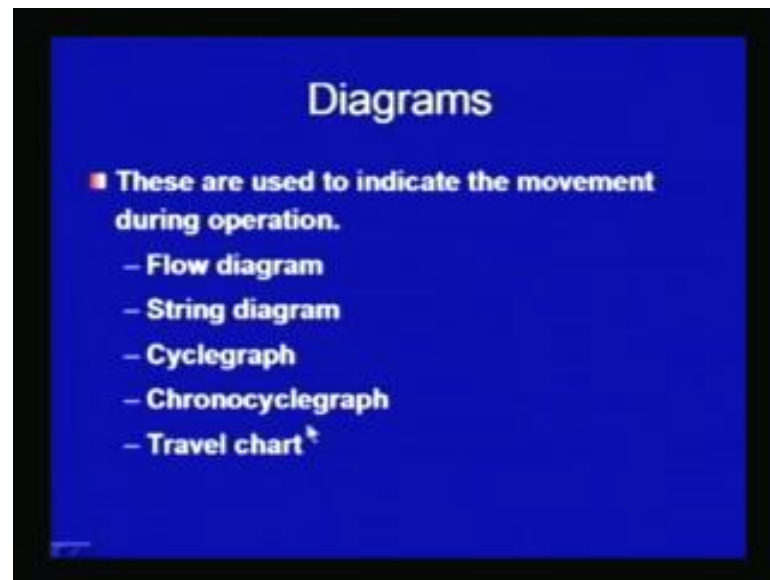 Diagrams
These are used to indicate the movement
during operation.
– Flow diagram
– String diagram
– Cyclegraph
– Chronocyclegraph
– Travel chart